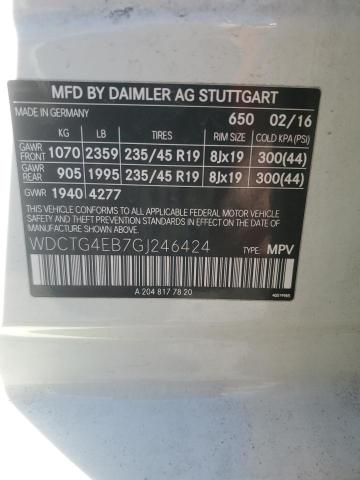 MFD BY DAIMLER AG STUTTGART
MADE IN GERMANY 650 02/16
KG LB TIRES RIM SIZE COLD KPA(PSI)
GAWR FRONT 1070 2359 235/45 R19 8Jx19 300(44)
GAWR REAR 905 1995 235/45 R19 8Jx19 300(44)
GVWR 1940 4277
THIS VEHICLE CONFORMS TO ALL APPLICABLE FEDERAL MOTOR VEHICLE
SAFETY AND THEFT PREVENTION STANDARDS IN EFFECT
ON THE DATE OF MANUFACTURE SHOWN ABOVE.
WDCTG4EB7GJ246424 TYPE: MPV
A 204 817 78 20